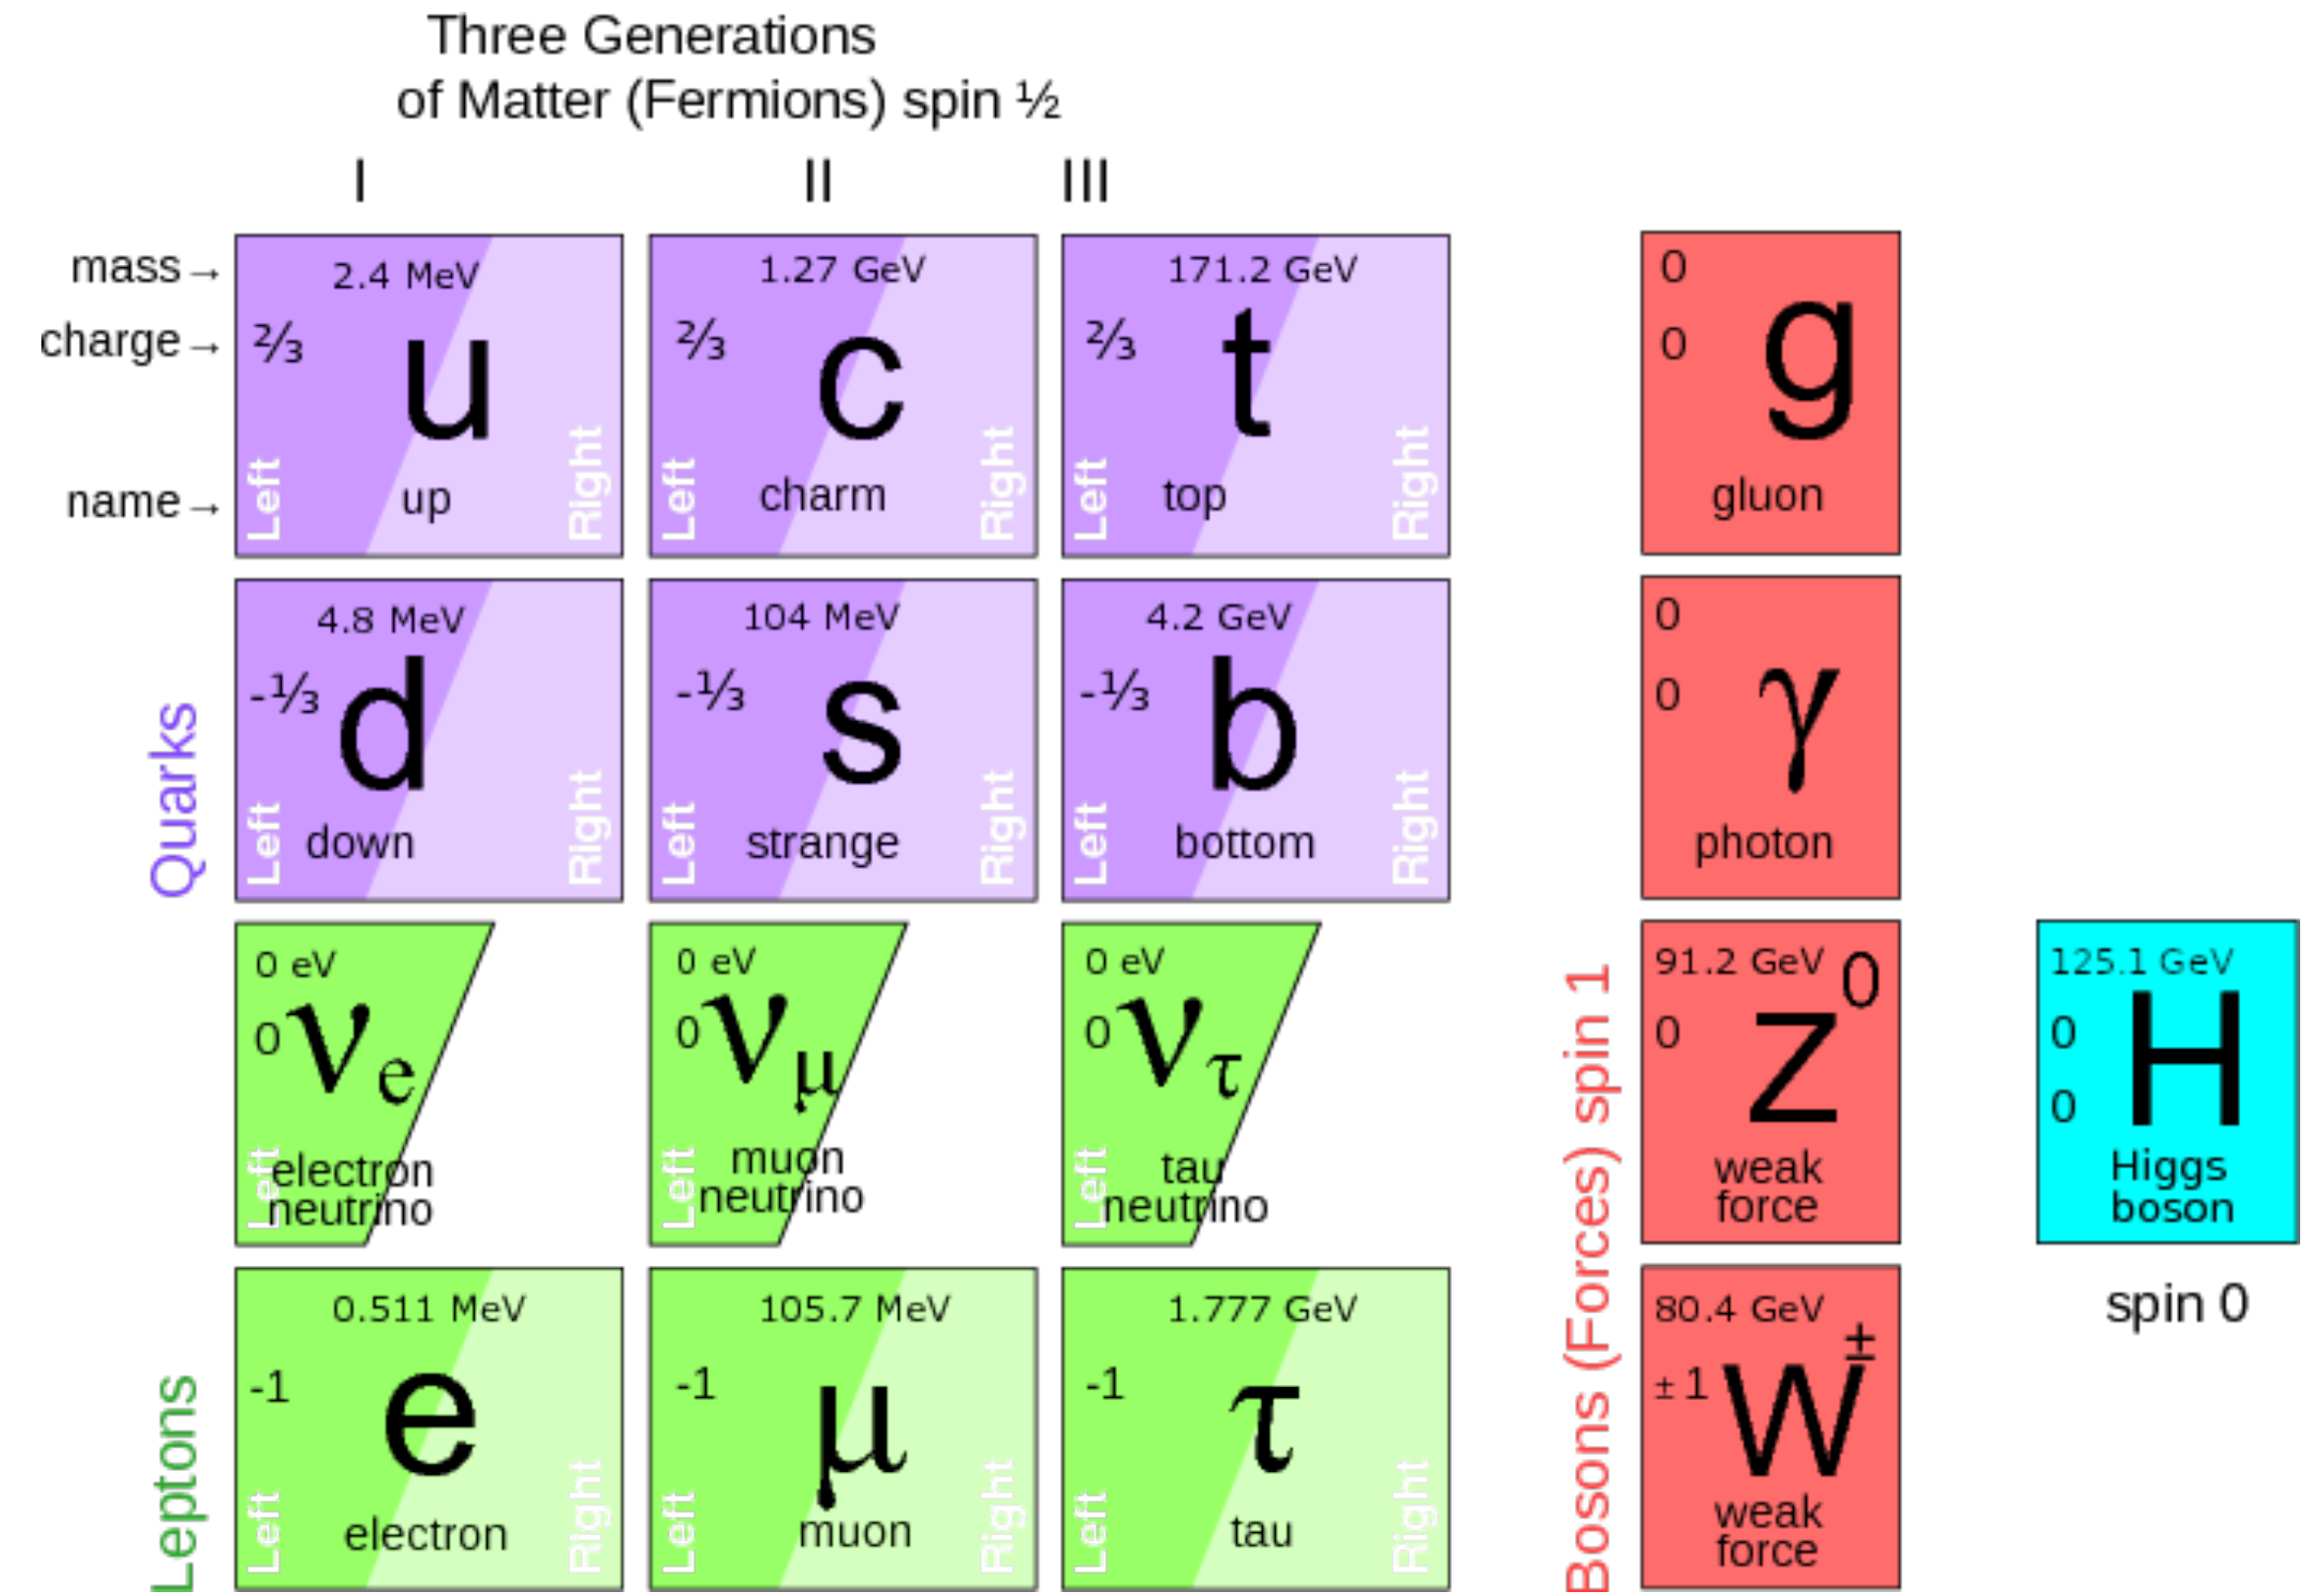 Three Generations
of Matter (Fermions) spin ½
I II III
mass→
charge→
name→
2.4 MeV
⅔
u
Left
up
Right
1.27 GeV
⅔
c
Left
charm
Right
171.2 GeV
⅔
t
Left
top
Right
0
0
g
gluon
Quarks
4.8 MeV
-⅓
d
Left
down
Right
104 MeV
-⅓
s
Left
strange
Right
4.2 GeV
-⅓
b
Left
bottom
Right
0
0
γ
photon
0 eV
0
νe
Left
electron
neutrino
0 eV
0
νμ
Left
muon
neutrino
0 eV
0
ντ
Left
tau
neutrino
Bosons (Forces) spin 1
91.2 GeV
0
Z0
weak
force
125.1 GeV
0
0
H
Higgs
boson
spin 0
Leptons
0.511 MeV
-1
e
Left
electron
Right
105.7 MeV
-1
μ
Left
muon
Right
1.777 GeV
-1
τ
Left
tau
Right
80.4 GeV
±1
W±
weak
force